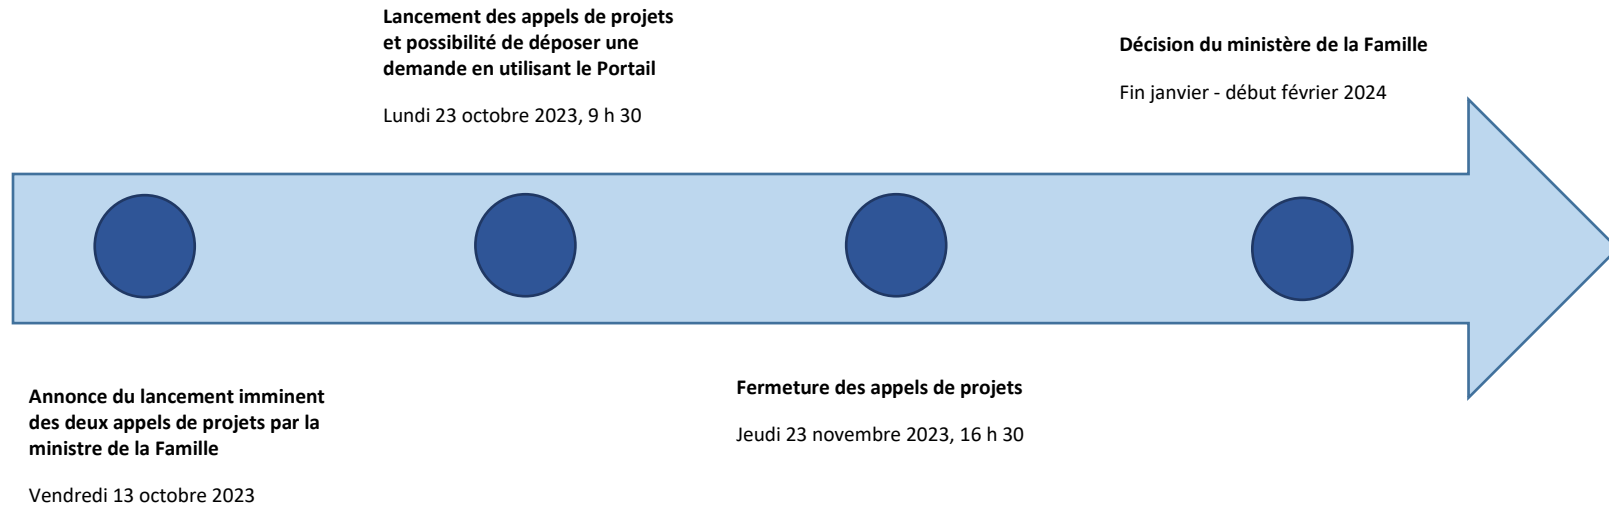 Lancement des appels de projets
et possibilité de déposer une
demande en utilisant le Portail
Lundi 23 octobre 2023, 9 h 30
Décision du ministère de la Famille
Fin janvier - début février 2024
Annonce du lancement imminent
des deux appels de projets par la
ministre de la Famille
Vendredi 13 octobre 2023
Fermeture des appels de projets
Jeudi 23 novembre 2023, 16 h 30